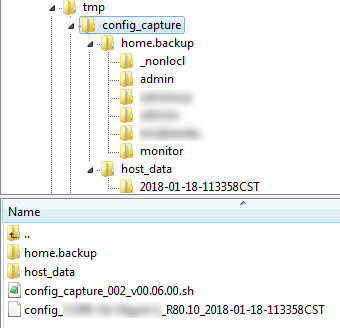 tmp
config_capture
home.backup
_nonlocl
admin
monitor
host_data
2018-01-18-113358CST
Name
..
home.backup
host_data
config_capture_002_v00.06.00.sh
config_ _R80.10_2018-01-18-113358CST